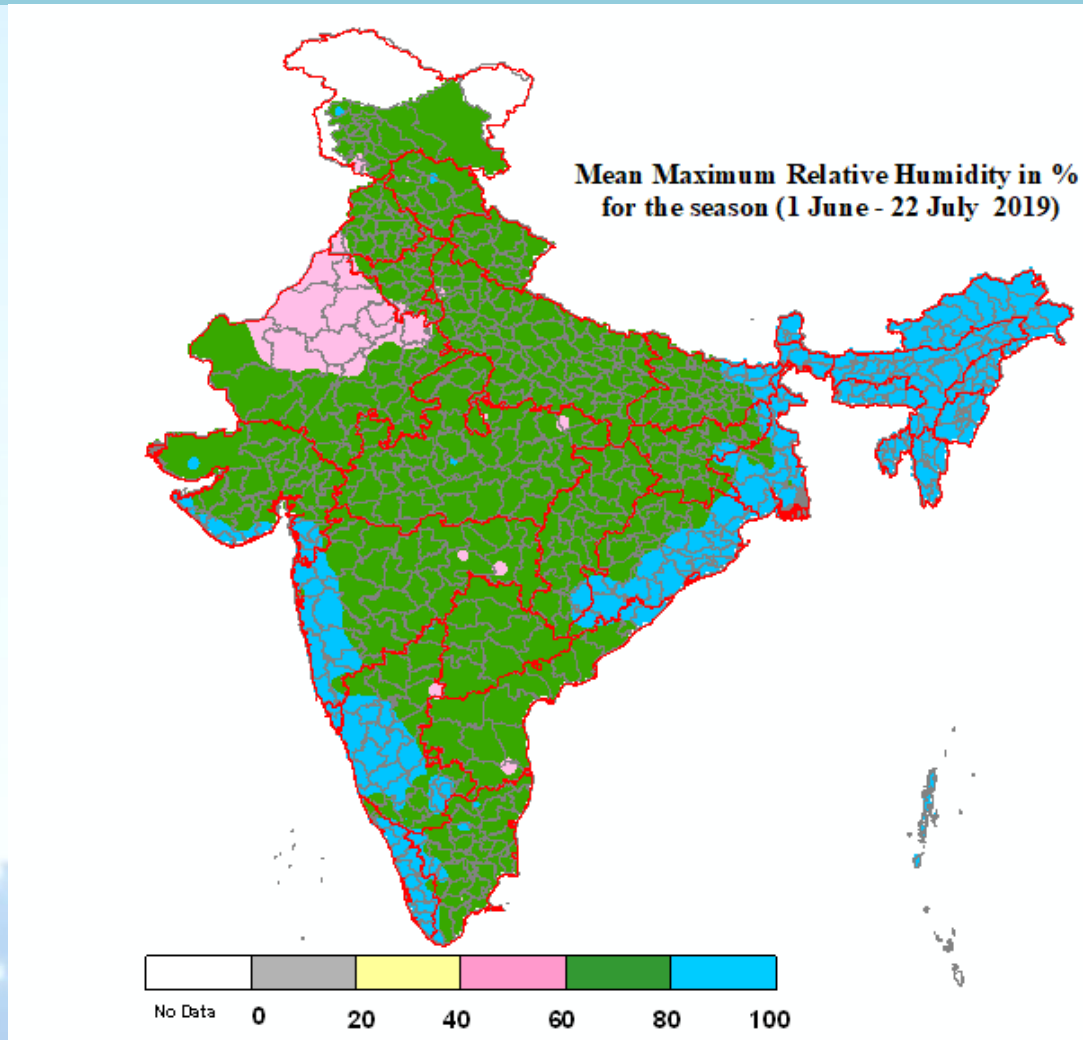 Mean Maximum Relative Humidity in %
for the season (1 June - 22 July 2019)
No Data 0 20 40 60 80 100